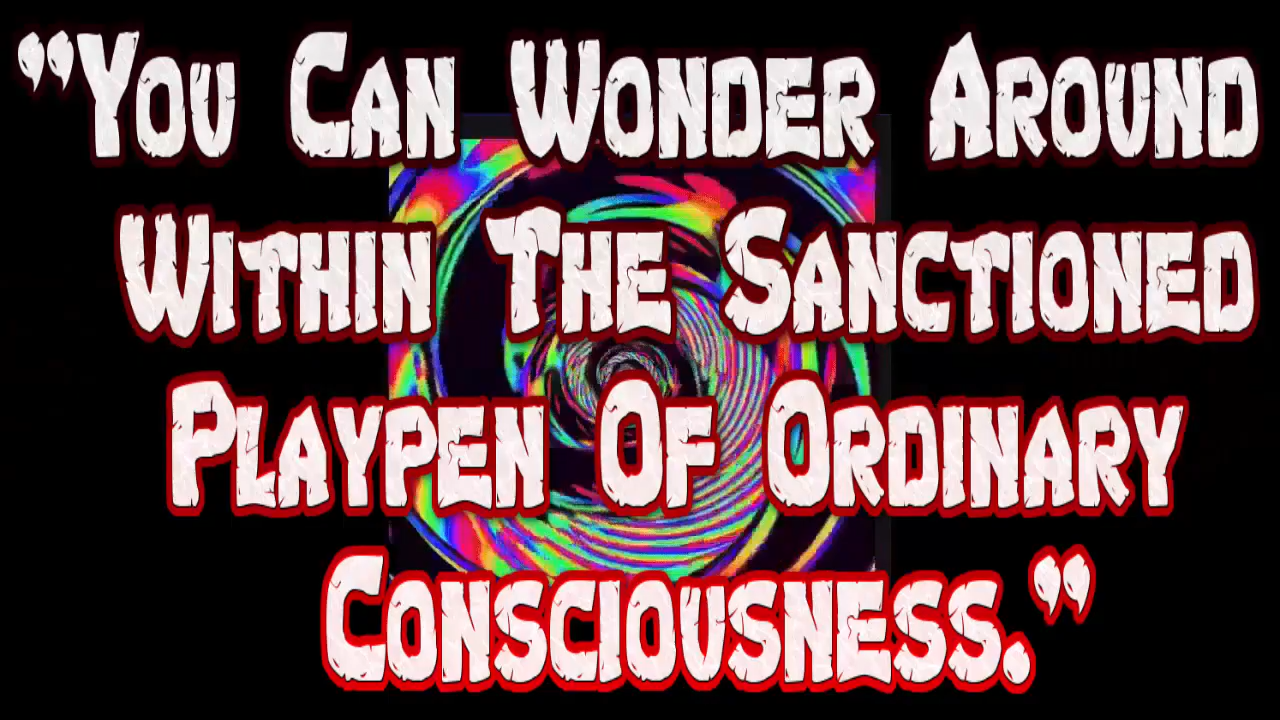 "You Can Wonder Around
Within The Sanctioned
Playpen Of Ordinary
Consciousness."